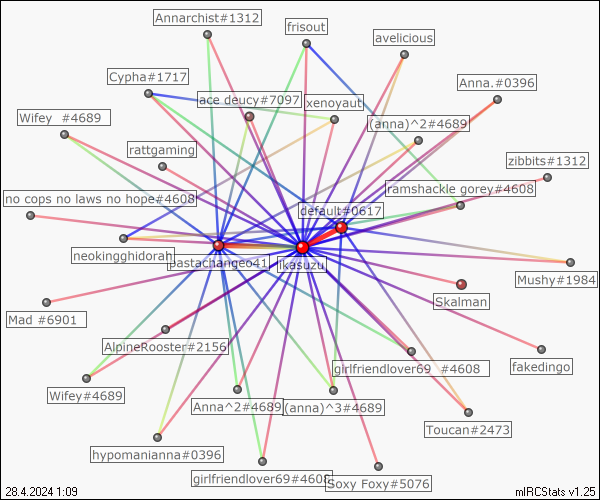 Annarchist#1312
frisout
avelicious
Cypha#1717
Anna.#0396
ace deucy#7097
xenoyaut
Wifey  #4689
(anna)^2#4689
rattgaming
zibbits#1312
no cops no laws no hope#4608
ramshackle gorey#4608
default#0617
neokingghidorah
pastachangeo41
ikasuzu
Mushy#1984
Skalman
Mad #6901
AlpineRooster#2156
girlfriendlover69  #4608
fakedingo
Wifey#4689
Anna^2#4689
(anna)^3#4689
Toucan#2473
hypomanianna#0396
girlfriendlover69#4608
Soxy Foxy#5076
28.4.2024 1:09
mIRCStats v1.25